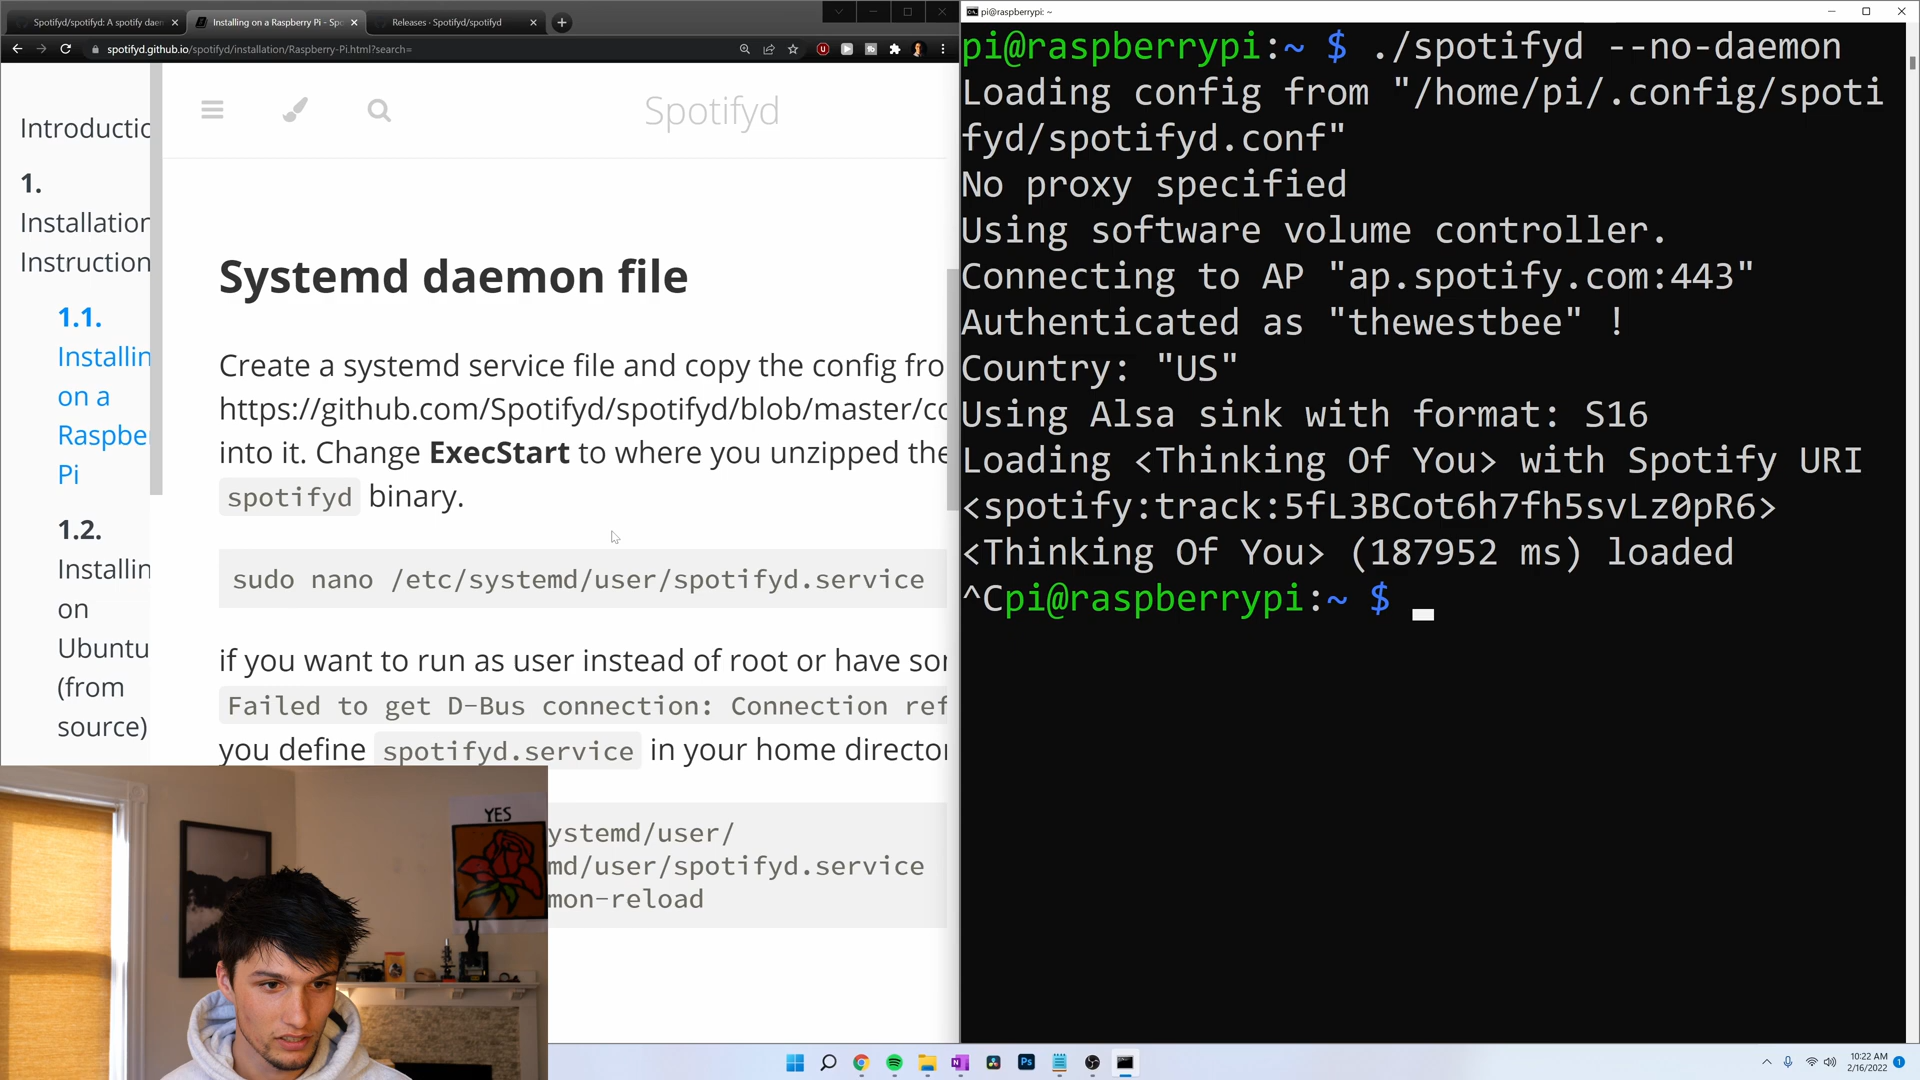 Spotifyd/spotifyd: A spotify daem
Installing on a Raspberry Pi - Spo
Releases · Spotifyd/spotifyd
spotifyd.github.io/spotifyd/installation/Raspberry-Pi.html?search=
Introductio
1.
Installation
Instruction
1.1.
Installin
on a
Raspbe
Pi
1.2.
Installin
on
Ubuntu
(from
source)
Spotifyd
Systemd daemon file
Create a systemd service file and copy the config fro
https://github.com/Spotifyd/spotifyd/blob/master/co
into it. Change ExecStart to where you unzipped the
spotifyd binary.
sudo nano /etc/systemd/user/spotifyd.service
if you want to run as user instead of root or have sor
Failed to get D-Bus connection: Connection ref
you define spotifyd.service in your home director
ystemd/user/
md/user/spotifyd.service
mon-reload
YES
pi@raspberrypi: ~
pi@raspberrypi:~ $ ./spotifyd --no-daemon
Loading config from "/home/pi/.config/spoti
fyd/spotifyd.conf"
No proxy specified
Using software volume controller.
Connecting to AP "ap.spotify.com:443"
Authenticated as "thewestbee" !
Country: "US"
Using Alsa sink with format: S16
Loading <Thinking Of You> with Spotify URI
<spotify:track:5fL3BCot6h7fh5svLz0pR6>
<Thinking Of You> (187952 ms) loaded
^Cpi@raspberrypi:~ $
Ps
10:22 AM
2/16/2022
1